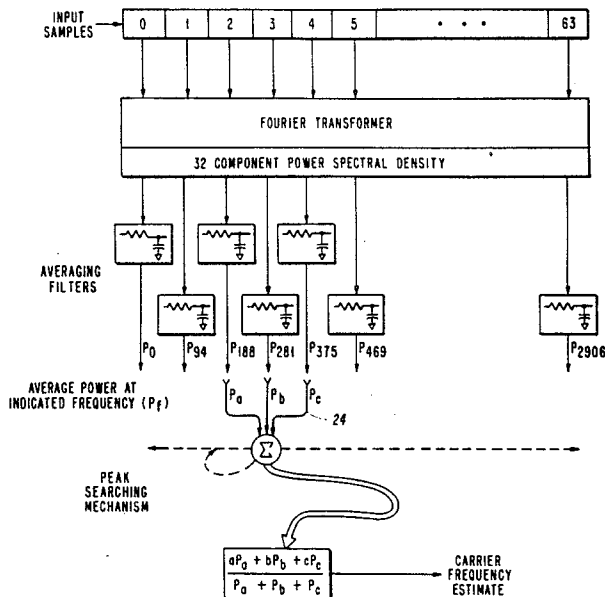 INPUT
SAMPLES
0 1 2 3 4 5 • • • 63
FOURIER TRANSFORMER
32 COMPONENT POWER SPECTRAL DENSITY
AVERAGING
FILTERS
P0 P94 P188 P281 P375 P469 P2906
AVERAGE POWER AT
INDICATED FREQUENCY (Pf)
Pa Pb Pc
24
Σ
PEAK
SEARCHING
MECHANISM
aPa + bPb + cPc
Pa + Pb + Pc
CARRIER
FREQUENCY
ESTIMATE